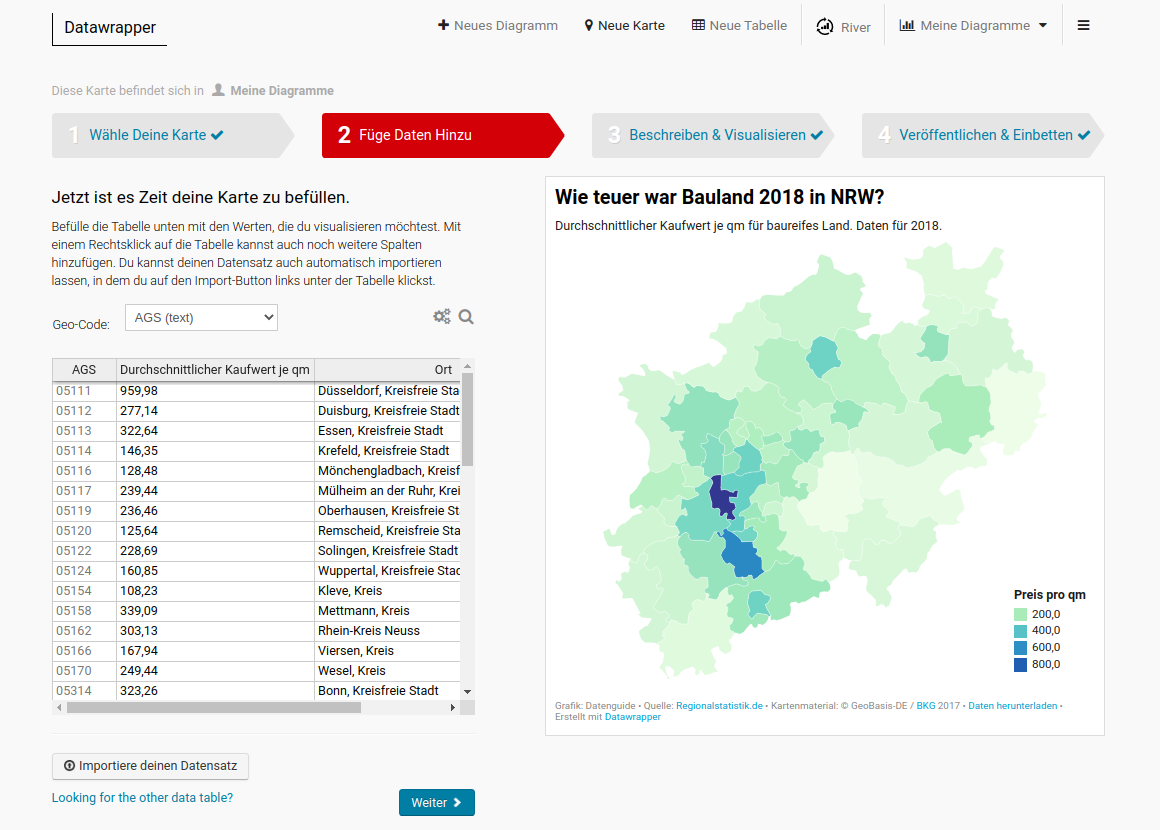 Datawrapper
Neues Diagramm
Neue Karte
Neue Tabelle
River
Meine Diagramme
Diese Karte befindet sich in Meine Diagramme
1 Wähle Deine Karte
2 Füge Daten Hinzu
3 Beschreiben & Visualisieren
4 Veröffentlichen & Einbetten
Jetzt ist es Zeit deine Karte zu befüllen.
Befülle die Tabelle unten mit den Werten, die du visualisieren möchtest. Mit
einem Rechtsklick auf die Tabelle kannst auch noch weitere Spalten
hinzufügen. Du kannst deinen Datensatz auch automatisch importieren
lassen, in dem du auf den Import-Button links unter der Tabelle klickst.
Geo-Code: AGS (text)
AGS Durchschnittlicher Kaufwert je qm Ort
05111 959,98 Düsseldorf, Kreisfreie Sta
05112 277,14 Duisburg, Kreisfreie Stadt
05113 322,64 Essen, Kreisfreie Stadt
05114 146,35 Krefeld, Kreisfreie Stadt
05116 128,48 Mönchengladbach, Kreisf
05117 239,44 Mülheim an der Ruhr, Krei
05119 236,46 Oberhausen, Kreisfreie St
05120 125,64 Remscheid, Kreisfreie Sta
05122 228,69 Solingen, Kreisfreie Stadt
05124 160,85 Wuppertal, Kreisfreie Stad
05154 108,23 Kleve, Kreis
05158 339,09 Mettmann, Kreis
05162 303,13 Rhein-Kreis Neuss
05166 167,94 Viersen, Kreis
05170 249,44 Wesel, Kreis
05314 323,26 Bonn, Kreisfreie Stadt
Importiere deinen Datensatz
Looking for the other data table?
Weiter
Wie teuer war Bauland 2018 in NRW?
Durchschnittlicher Kaufwert je qm für baureifes Land. Daten für 2018.
Preis pro qm
200,0
400,0
600,0
800,0
Grafik: Datenguide • Quelle: Regionalstatistik.de • Kartenmaterial: © GeoBasis-DE / BKG 2017 • Daten herunterladen •
Erstellt mit Datawrapper